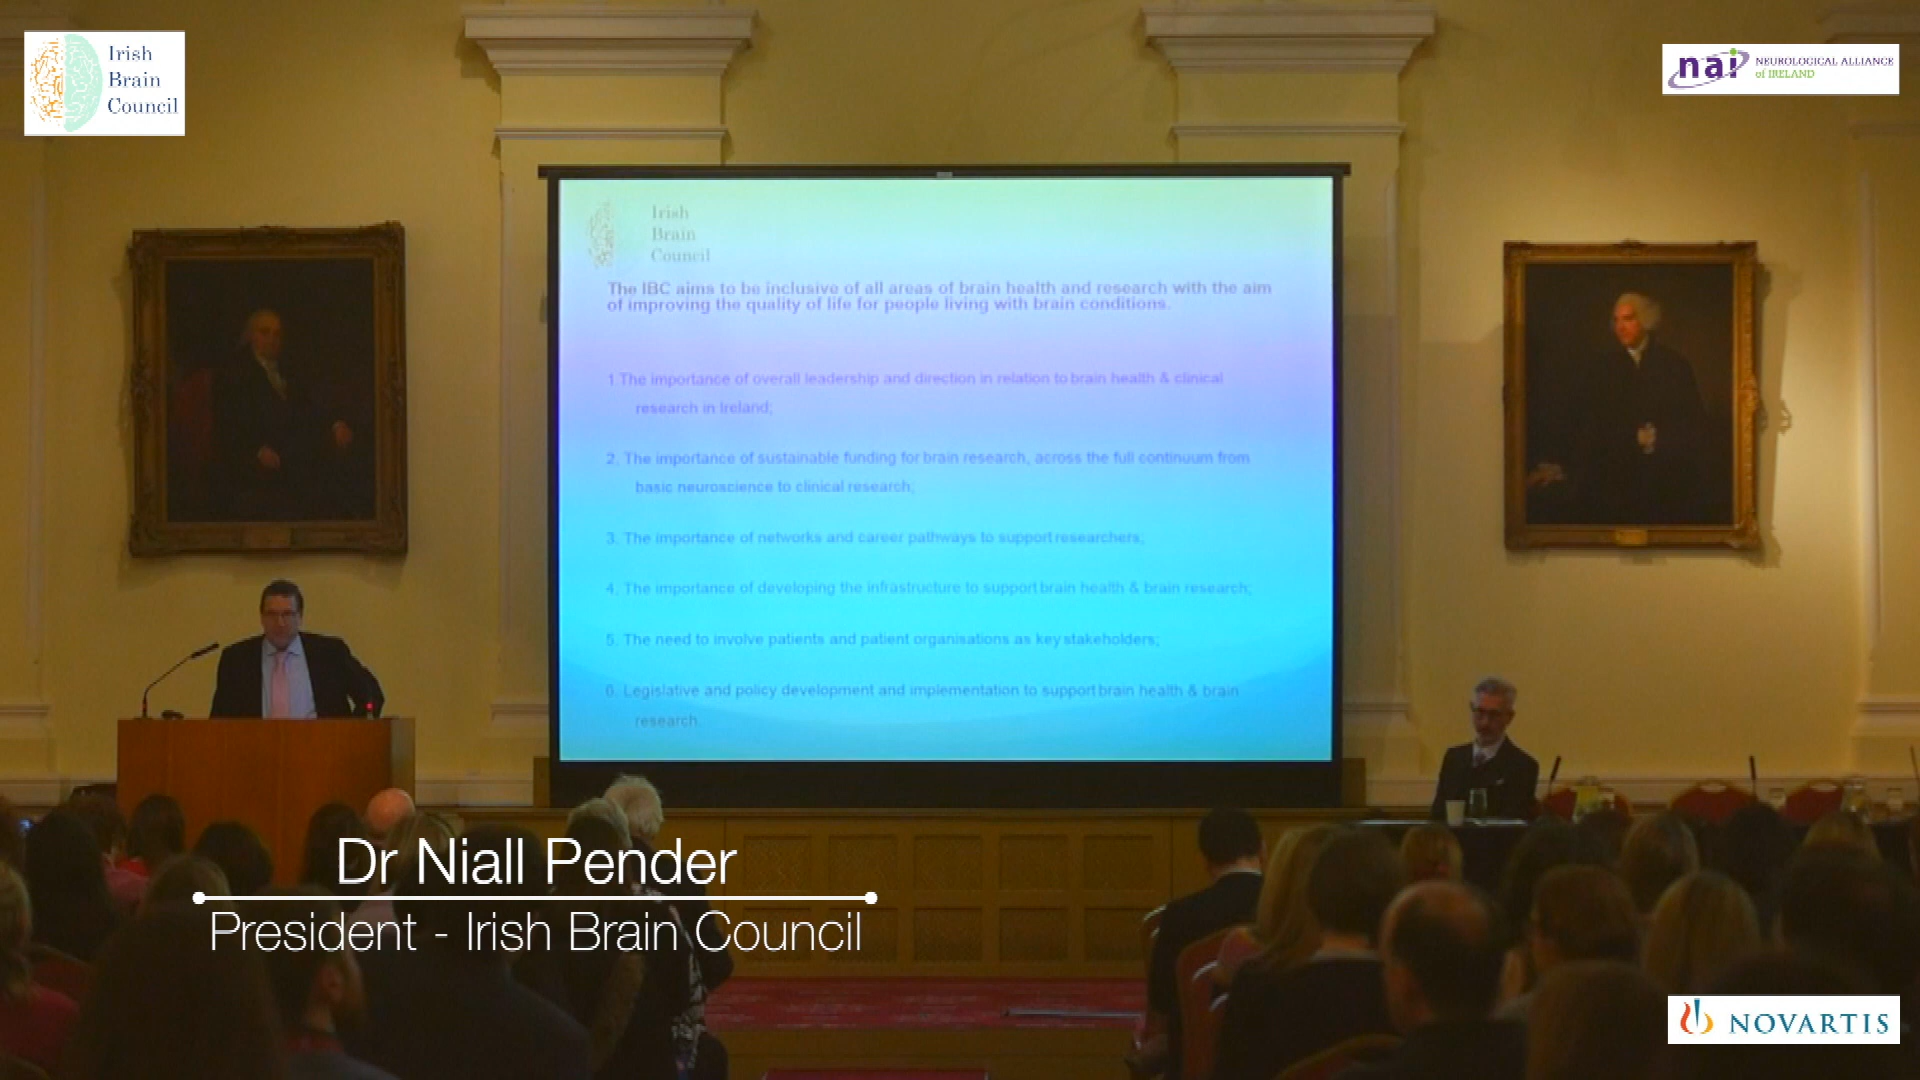 Irish
Brain
Council
nai NEUROLOGICAL ALLIANCE
of IRELAND
Irish
Brain
Council
The IBC aims to be inclusive of all areas of brain health and research with the aim
of improving the quality of life for people living with brain conditions.
1.The importance of overall leadership and direction in relation to brain health & clinical
research in Ireland;
2. The importance of sustainable funding for brain research, across the full continuum from
basic neuroscience to clinical research;
3. The importance of networks and career pathways to support researchers;
4. The importance of developing the infrastructure to support brain health & brain research;
5. The need to involve patients and patient organisations as key stakeholders;
6. Legislative and policy development and implementation to support brain health & brain
research.
Dr Niall Pender
President - Irish Brain Council
NOVARTIS